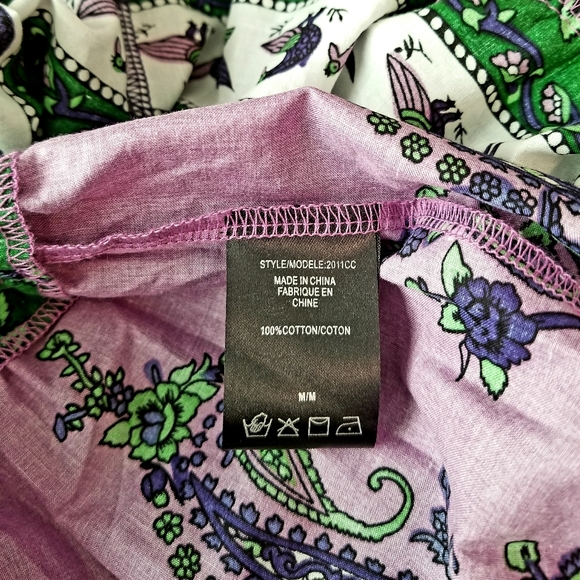 STYLE/MODELE:2011CC
MADE IN CHINA
FABRIQUE EN
CHINE
100%COTTON/COTON
M/M